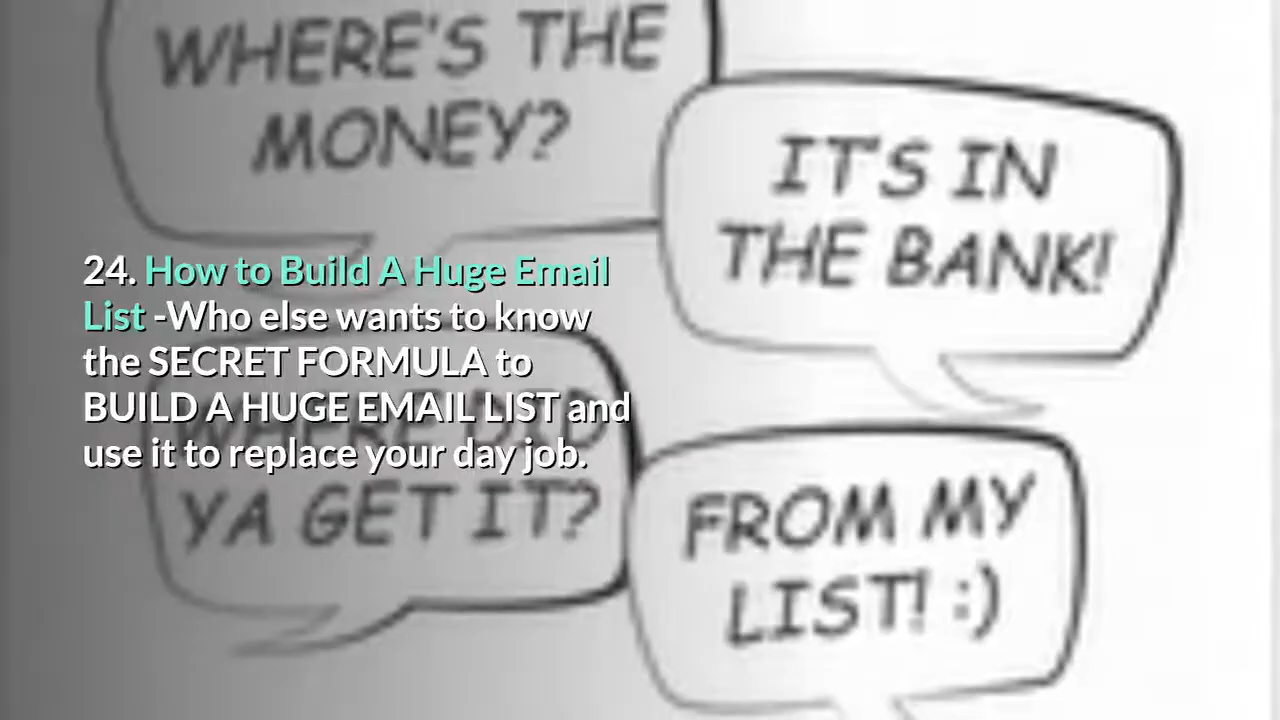 WHERE'S THE
MONEY?
IT'S IN
THE BANK!
24. How to Build A Huge Email
List -Who else wants to know
the SECRET FORMULA to
BUILD A HUGE EMAIL LIST and
use it to replace your day job.
WHERE DID
YA GET IT?
FROM MY
LIST! :)